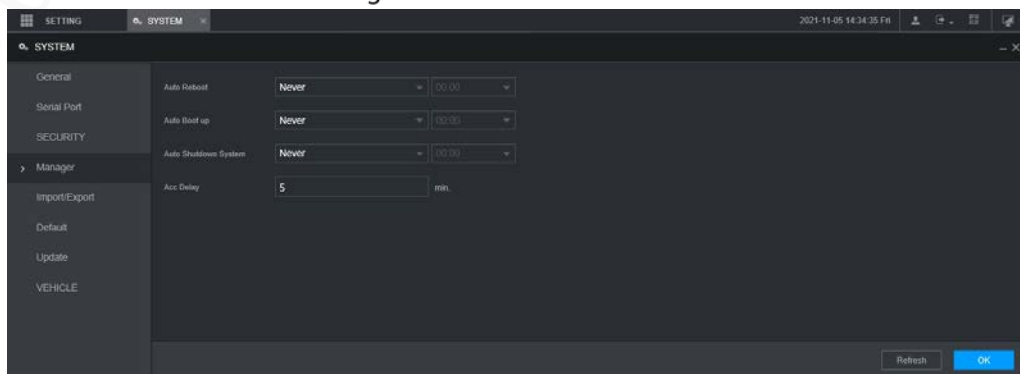 SETTING SYSTEM × 2021-11-05 14:34:35 Fri
SYSTEM
General
Serial Port
SECURITY
Manager
Import/Export
Default
Update
VEHICLE
Auto Reboot Never 00:00
Auto Boot up Never 00:00
Auto Shutdown System Never 00:00
Acc Delay 5 min.
Refresh OK